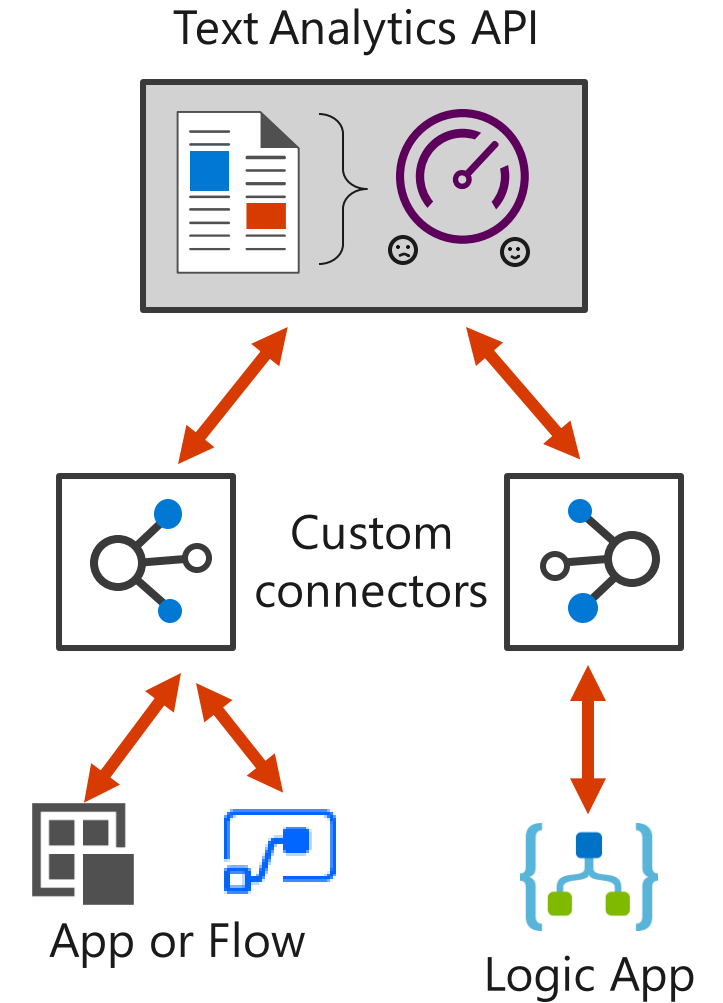 Text Analytics API
Custom
connectors
App or Flow
Logic App